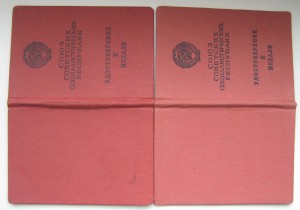 СОЮЗ
СОВЕТСКИХ
СОЦИАЛИСТИЧЕСКИХ
РЕСПУБЛИК
УДОСТОВЕРЕНИЕ
К
МЕДАЛИ
СОЮЗ
СОВЕТСКИХ
СОЦИАЛИСТИЧЕСКИХ
РЕСПУБЛИК
УДОСТОВЕРЕНИЕ
К
МЕДАЛИ